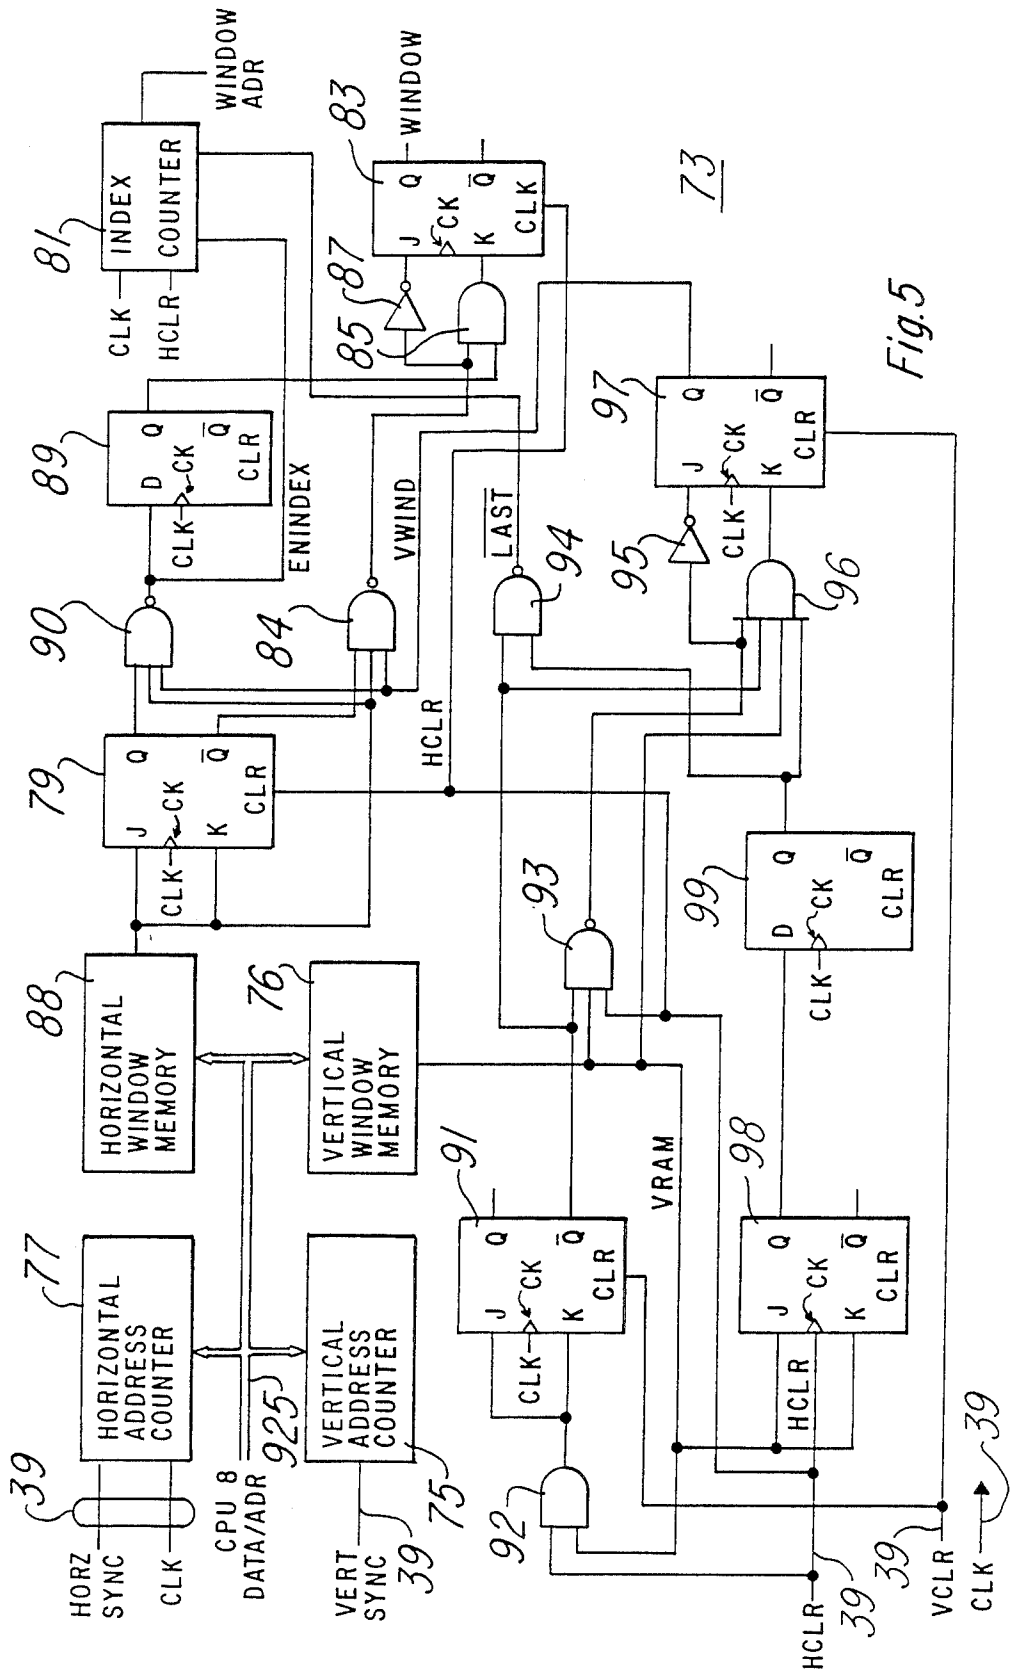 39
HORZ
SYNC
CLK
77
HORIZONTAL
ADDRESS
COUNTER
88
HORIZONTAL
WINDOW
MEMORY
79
J
Q
CLK
CK
K
Q̅
CLR
90
89
D
Q
CLK
CK
Q̅
CLR
81
CLK
HCLR
INDEX
COUNTER
WINDOW
ADR
CPU 8
DATA/ADR
925
ENINDEX
VERT
SYNC
39
75
VERTICAL
ADDRESS
COUNTER
76
VERTICAL
WINDOW
MEMORY
84
VWIND
85
87
83
J
Q
CK
K
Q̅
CLK
WINDOW
HCLR
92
91
J
Q
CLK
CK
K
Q̅
CLR
93
L̅A̅S̅T̅
94
VRAM
95
96
97
J
Q
CLK
CK
K
Q̅
CLR
73
HCLR
39
HCLR
98
J
Q
CK
K
Q̅
CLR
99
D
Q
CLK
CK
Q̅
CLR
VCLR
39
CLK
39
Fig.5